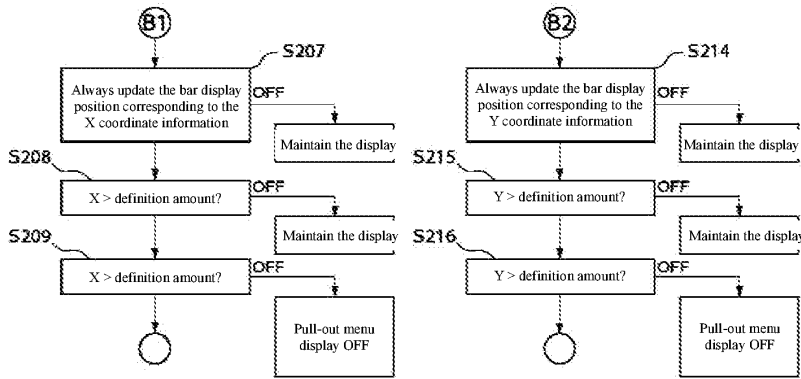 B1
S207
Always update the bar display
position corresponding to the
X coordinate information
OFF
Maintain the display
S208
X > definition amount?
OFF
Maintain the display
S209
X > definition amount?
OFF
Pull-out menu
display OFF
B2
S214
Always update the bar display
position corresponding to the
Y coordinate information
OFF
Maintain the display
S215
Y > definition amount?
OFF
Maintain the display
S216
Y > definition amount?
OFF
Pull-out menu
display OFF